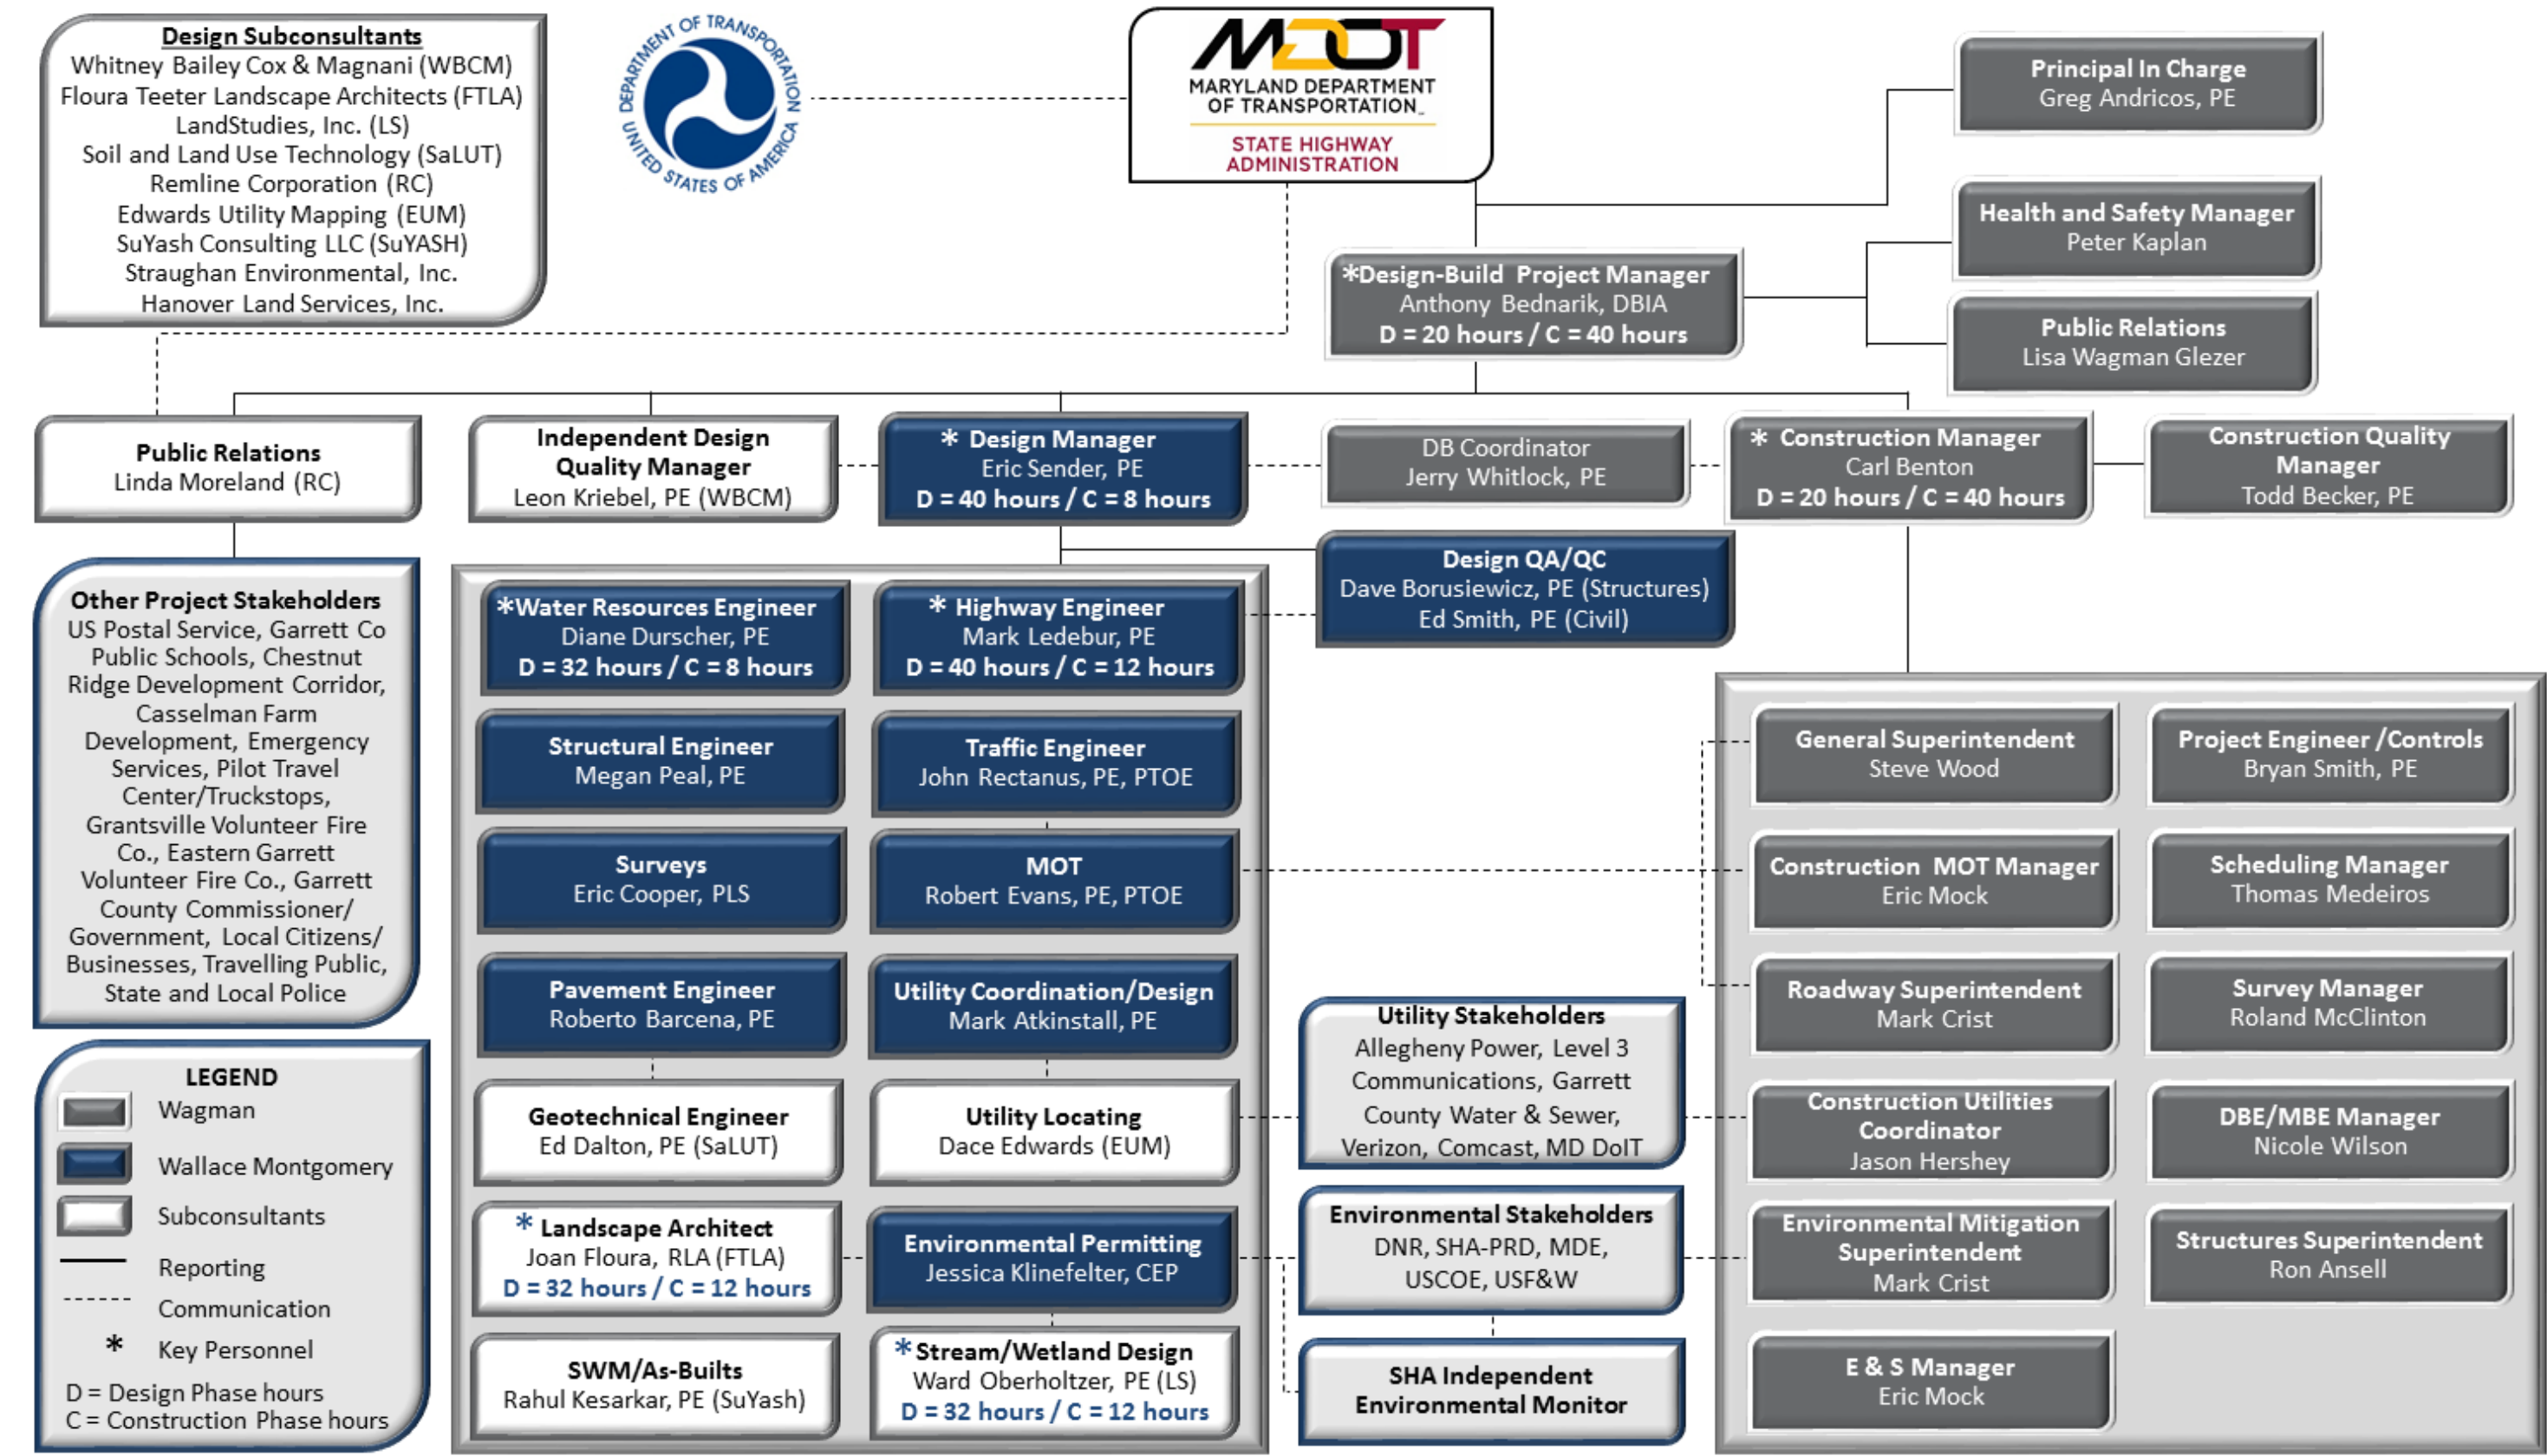 Design Subconsultants
Whitney Bailey Cox & Magnani (WBCM)
Floura Teeter Landscape Architects (FTLA)
LandStudies, Inc. (LS)
Soil and Land Use Technology (SaLUT)
Remline Corporation (RC)
Edwards Utility Mapping (EUM)
SuYash Consulting LLC (SuYASH)
Straughan Environmental, Inc.
Hanover Land Services, Inc.
DEPARTMENT OF TRANSPORTATION
UNITED STATES OF AMERICA
MDOT
MARYLAND DEPARTMENT
OF TRANSPORTATION
STATE HIGHWAY
ADMINISTRATION
Principal In Charge
Greg Andricos, PE
Health and Safety Manager
Peter Kaplan
*Design-Build Project Manager
Anthony Bednarik, DBIA
D = 20 hours / C = 40 hours
Public Relations
Lisa Wagman Glezer
Public Relations
Linda Moreland (RC)
Independent Design
Quality Manager
Leon Kriebel, PE (WBCM)
* Design Manager
Eric Sender, PE
D = 40 hours / C = 8 hours
DB Coordinator
Jerry Whitlock, PE
* Construction Manager
Carl Benton
D = 20 hours / C = 40 hours
Construction Quality
Manager
Todd Becker, PE
Design QA/QC
Dave Borusiewicz, PE (Structures)
Ed Smith, PE (Civil)
Other Project Stakeholders
US Postal Service, Garrett Co
Public Schools, Chestnut
Ridge Development Corridor,
Casselman Farm
Development, Emergency
Services, Pilot Travel
Center/Truckstops,
Grantsville Volunteer Fire
Co., Eastern Garrett
Volunteer Fire Co., Garrett
County Commissioner/
Government, Local Citizens/
Businesses, Travelling Public,
State and Local Police
*Water Resources Engineer
Diane Durscher, PE
D = 32 hours / C = 8 hours
* Highway Engineer
Mark Ledebur, PE
D = 40 hours / C = 12 hours
Structural Engineer
Megan Peal, PE
Traffic Engineer
John Rectanus, PE, PTOE
Surveys
Eric Cooper, PLS
MOT
Robert Evans, PE, PTOE
Pavement Engineer
Roberto Barcena, PE
Utility Coordination/Design
Mark Atkinstall, PE
Geotechnical Engineer
Ed Dalton, PE (SaLUT)
Utility Locating
Dace Edwards (EUM)
* Landscape Architect
Joan Floura, RLA (FTLA)
D = 32 hours / C = 12 hours
Environmental Permitting
Jessica Klinefelter, CEP
SWM/As-Builts
Rahul Kesarkar, PE (SuYash)
*Stream/Wetland Design
Ward Oberholtzer, PE (LS)
D = 32 hours / C = 12 hours
Utility Stakeholders
Allegheny Power, Level 3
Communications, Garrett
County Water & Sewer,
Verizon, Comcast, MD DoIT
Environmental Stakeholders
DNR, SHA-PRD, MDE,
USCOE, USF&W
SHA Independent
Environmental Monitor
General Superintendent
Steve Wood
Project Engineer /Controls
Bryan Smith, PE
Construction MOT Manager
Eric Mock
Scheduling Manager
Thomas Medeiros
Roadway Superintendent
Mark Crist
Survey Manager
Roland McClinton
Construction Utilities
Coordinator
Jason Hershey
DBE/MBE Manager
Nicole Wilson
Environmental Mitigation
Superintendent
Mark Crist
Structures Superintendent
Ron Ansell
E & S Manager
Eric Mock
LEGEND
Wagman
Wallace Montgomery
Subconsultants
Reporting
Communication
* Key Personnel
D = Design Phase hours
C = Construction Phase hours